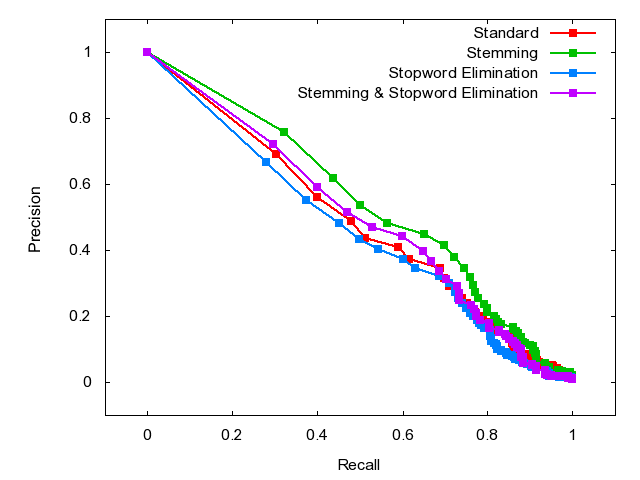 Standard
Stemming
Stopword Elimination
Stemming & Stopword Elimination
1
0.8
0.6
0.4
0.2
0
Precision
0 0.2 0.4 0.6 0.8 1
Recall